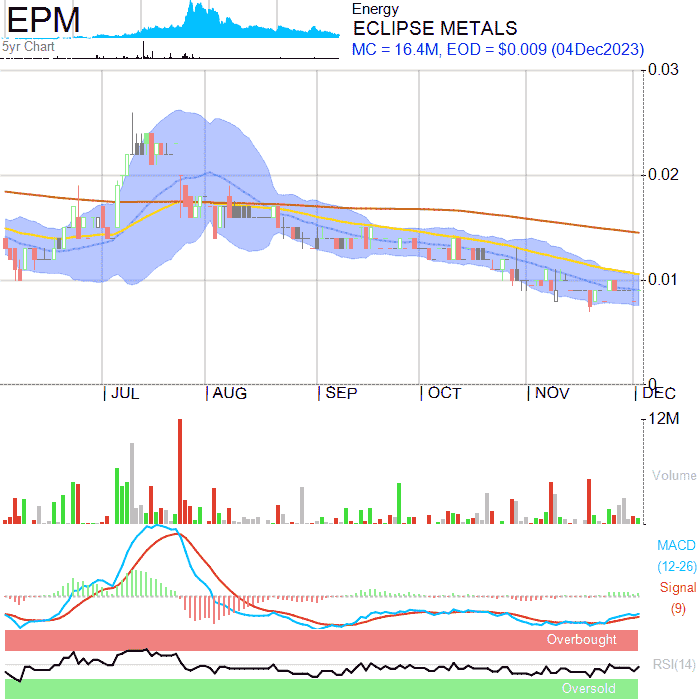 EPM
5yr Chart
Energy
ECLIPSE METALS
MC = 16.4M, EOD = $0.009 (04Dec2023)
0.03
0.02
0.01
0
JUL AUG SEP OCT NOV DEC
12M
Volume
MACD
(12-26)
Signal
(9)
Overbought
RSI(14)
Oversold